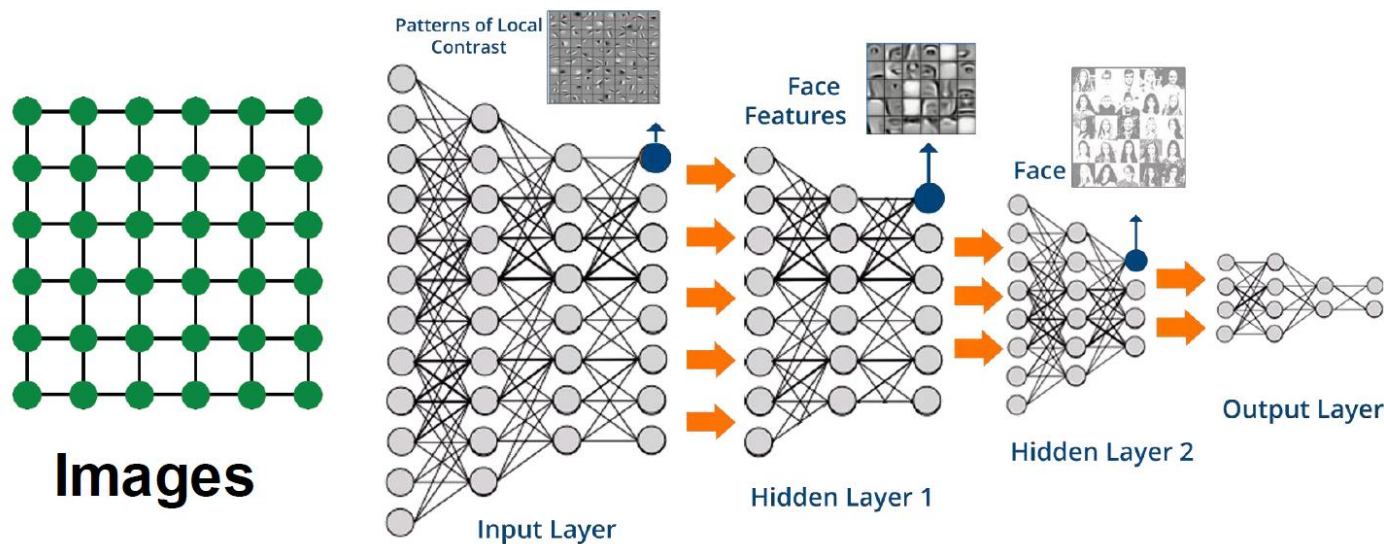 Patterns of Local
Contrast
Face
Features
Face
Images
Input Layer
Hidden Layer 1
Hidden Layer 2
Output Layer